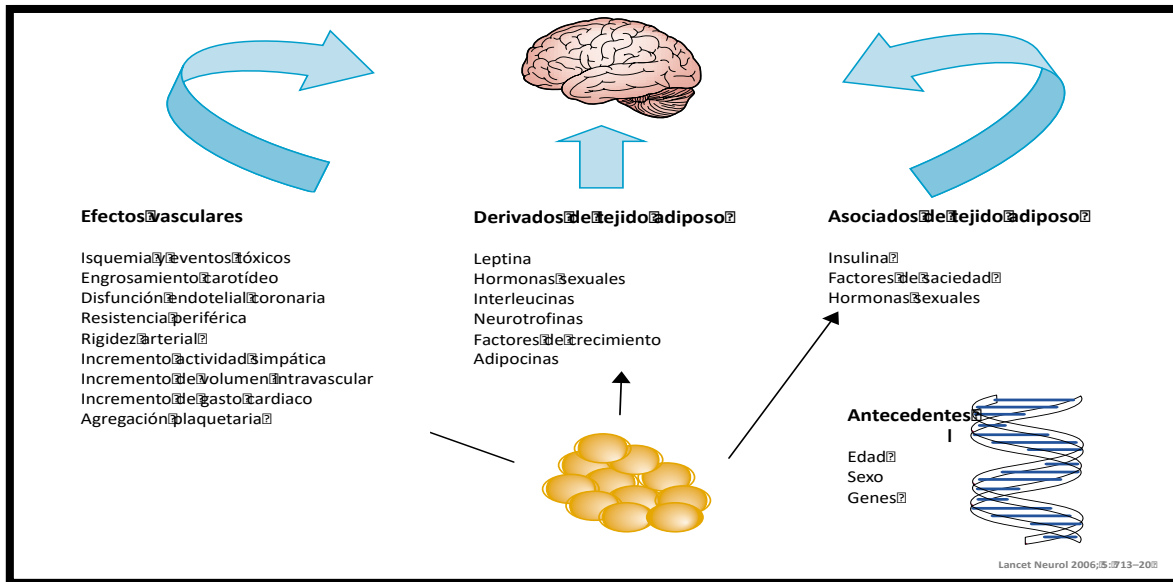 Efectos vasculares
Isquemia y eventos tóxicos
Engrosamiento carotídeo
Disfunción endotelial coronaria
Resistencia periférica
Rigidez arterial
Incremento actividad simpática
Incremento de volumen intravascular
Incremento de gasto cardiaco
Agregación plaquetaria
Derivados de tejido adiposo
Leptina
Hormonas sexuales
Interleucinas
Neurotrofinas
Factores de crecimiento
Adipocinas
Asociados de tejido adiposo
Insulina
Factores de saciedad
Hormonas sexuales
Antecedentes
l
Edad
Sexo
Genes
Lancet Neurol 2006; 5: 713–20